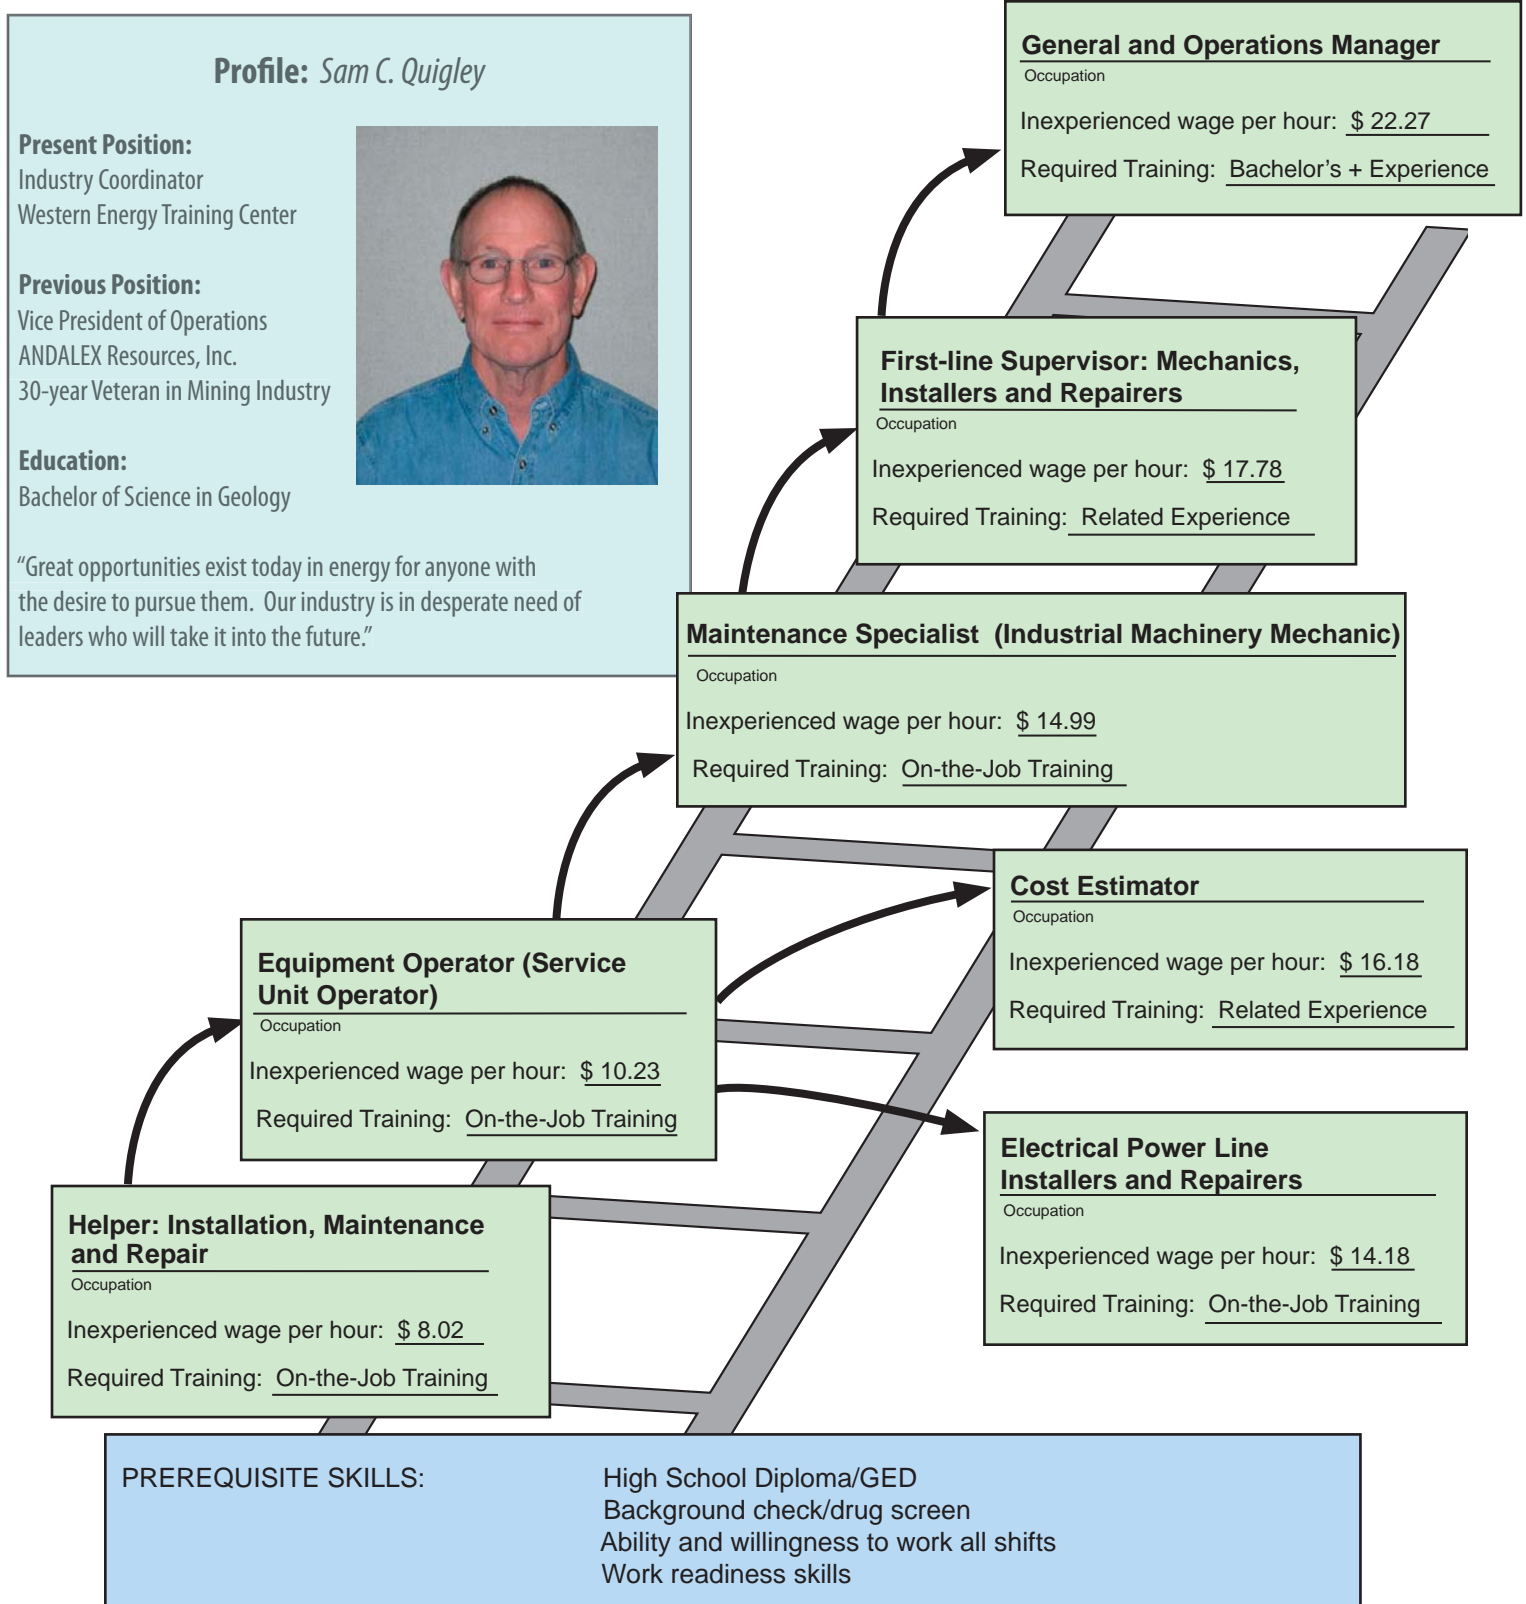 Profile: Sam C. Quigley
Present Position:
Industry Coordinator
Western Energy Training Center
Previous Position:
Vice President of Operations
ANDALEX Resources, Inc.
30-year Veteran in Mining Industry
Education:
Bachelor of Science in Geology
“Great opportunities exist today in energy for anyone with
the desire to pursue them. Our industry is in desperate need of
leaders who will take it into the future.”
General and Operations Manager
Occupation
Inexperienced wage per hour: $ 22.27
Required Training: Bachelor’s + Experience
First-line Supervisor: Mechanics,
Installers and Repairers
Occupation
Inexperienced wage per hour: $ 17.78
Required Training: Related Experience
Maintenance Specialist (Industrial Machinery Mechanic)
Occupation
Inexperienced wage per hour: $ 14.99
Required Training: On-the-Job Training
Cost Estimator
Occupation
Inexperienced wage per hour: $ 16.18
Required Training: Related Experience
Equipment Operator (Service
Unit Operator)
Occupation
Inexperienced wage per hour: $ 10.23
Required Training: On-the-Job Training
Electrical Power Line
Installers and Repairers
Occupation
Inexperienced wage per hour: $ 14.18
Required Training: On-the-Job Training
Helper: Installation, Maintenance
and Repair
Occupation
Inexperienced wage per hour: $ 8.02
Required Training: On-the-Job Training
PREREQUISITE SKILLS: High School Diploma/GED
Background check/drug screen
Ability and willingness to work all shifts
Work readiness skills